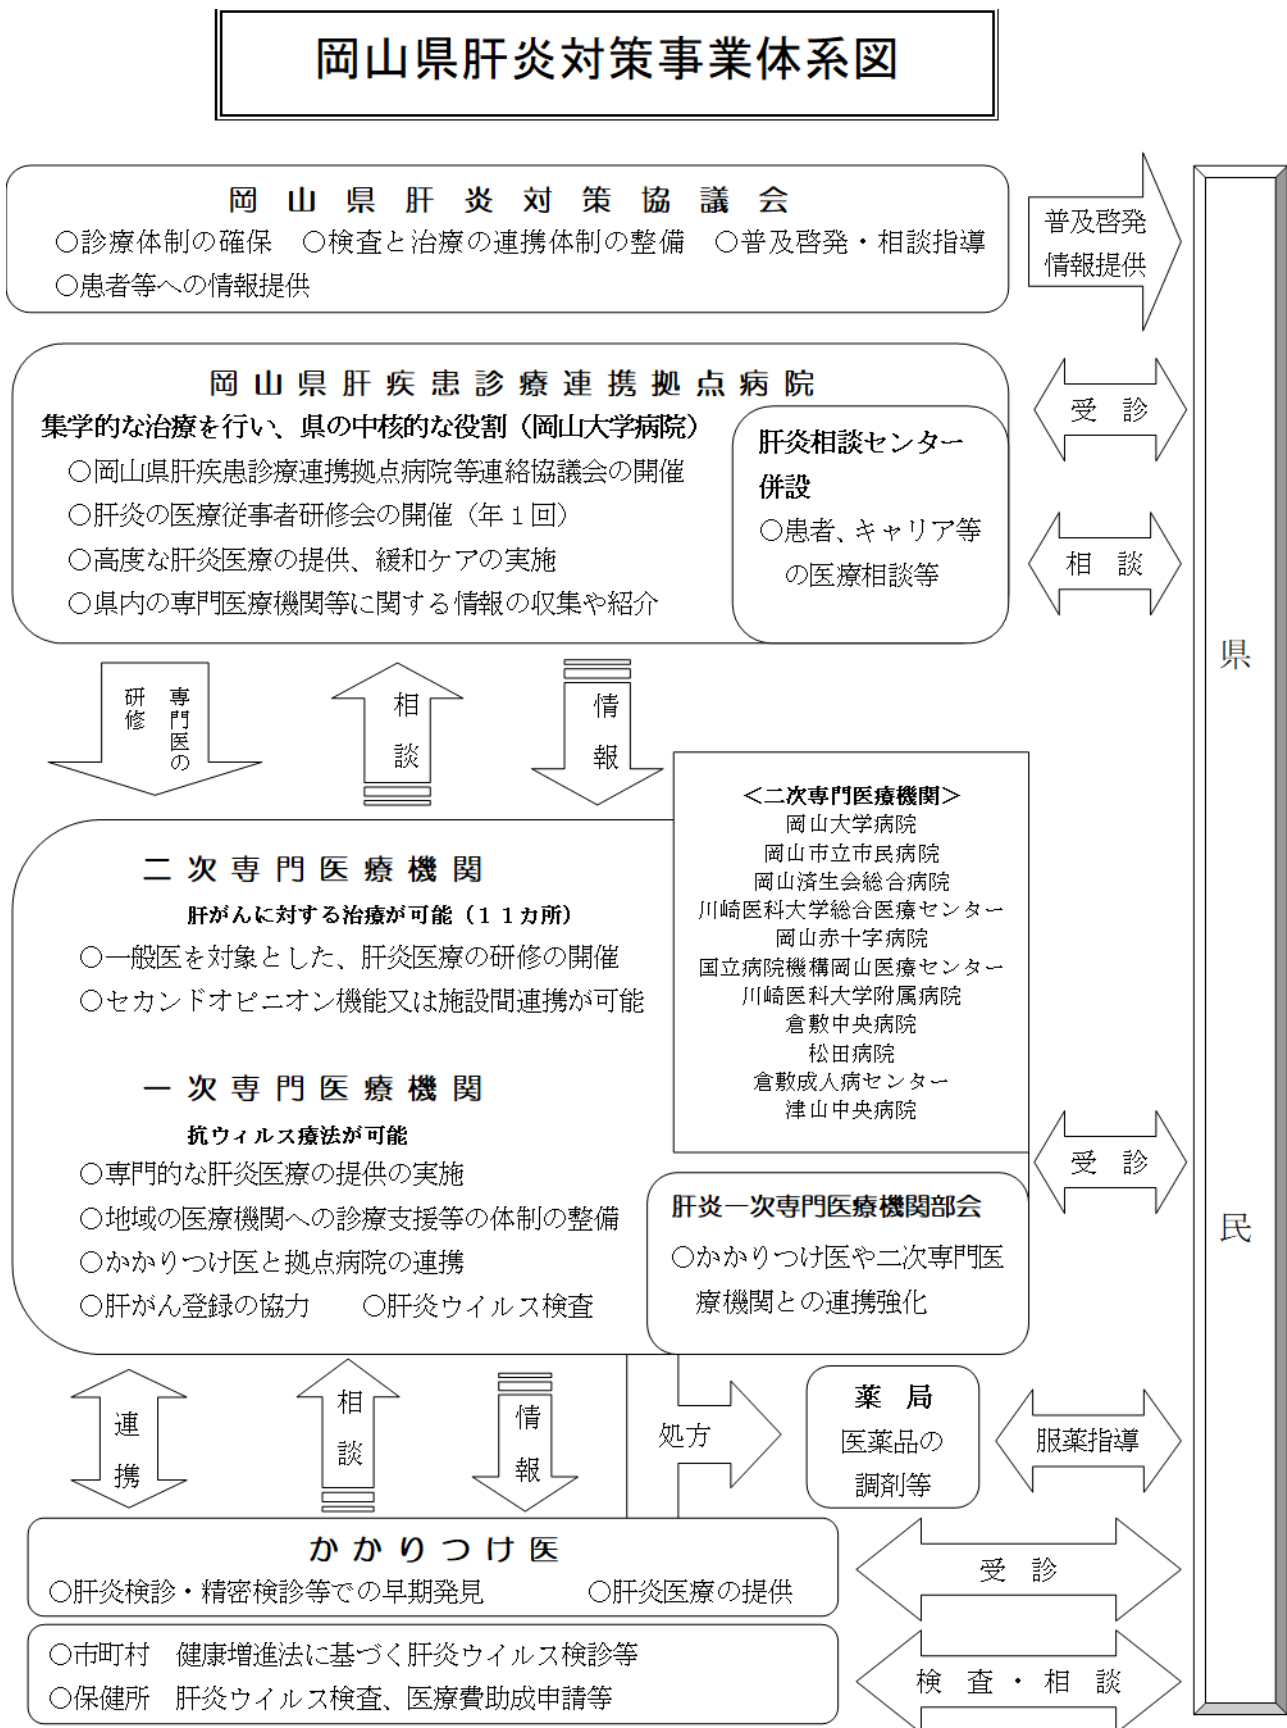 岡山県肝炎対策事業体系図
岡山県肝炎対策協議会
○診療体制の確保　○検査と治療の連携体制の整備　○普及啓発・相談指導
○患者等への情報提供
普及啓発
情報提供
岡山県肝疾患診療連携拠点病院
集学的な治療を行い、県の中核的な役割（岡山大学病院）
○岡山県肝疾患診療連携拠点病院等連絡協議会の開催
○肝炎の医療従事者研修会の開催（年１回）
○高度な肝炎医療の提供、緩和ケアの実施
○県内の専門医療機関等に関する情報の収集や紹介
肝炎相談センター
併設
○患者、キャリア等
の医療相談等
受診
相談
県民
専門医の
研修
相談
情報
二次専門医療機関
肝がんに対する治療が可能（１１カ所）
○一般医を対象とした、肝炎医療の研修の開催
○セカンドオピニオン機能又は施設間連携が可能
＜二次専門医療機関＞
岡山大学病院
岡山市立市民病院
岡山済生会総合病院
川崎医科大学総合医療センター
岡山赤十字病院
国立病院機構岡山医療センター
川崎医科大学附属病院
倉敷中央病院
松田病院
倉敷成人病センター
津山中央病院
一次専門医療機関
抗ウィルス療法が可能
○専門的な肝炎医療の提供の実施
○地域の医療機関への診療支援等の体制の整備
○かかりつけ医と拠点病院の連携
○肝がん登録の協力　○肝炎ウイルス検査
肝炎一次専門医療機関部会
○かかりつけ医や二次専門医
療機関との連携強化
受診
連携
相談
情報
処方
薬局
医薬品の
調剤等
服薬指導
かかりつけ医
○肝炎検診・精密検診等での早期発見　○肝炎医療の提供
受診
○市町村　健康増進法に基づく肝炎ウイルス検診等
○保健所　肝炎ウイルス検査、医療費助成申請等
検査・相談